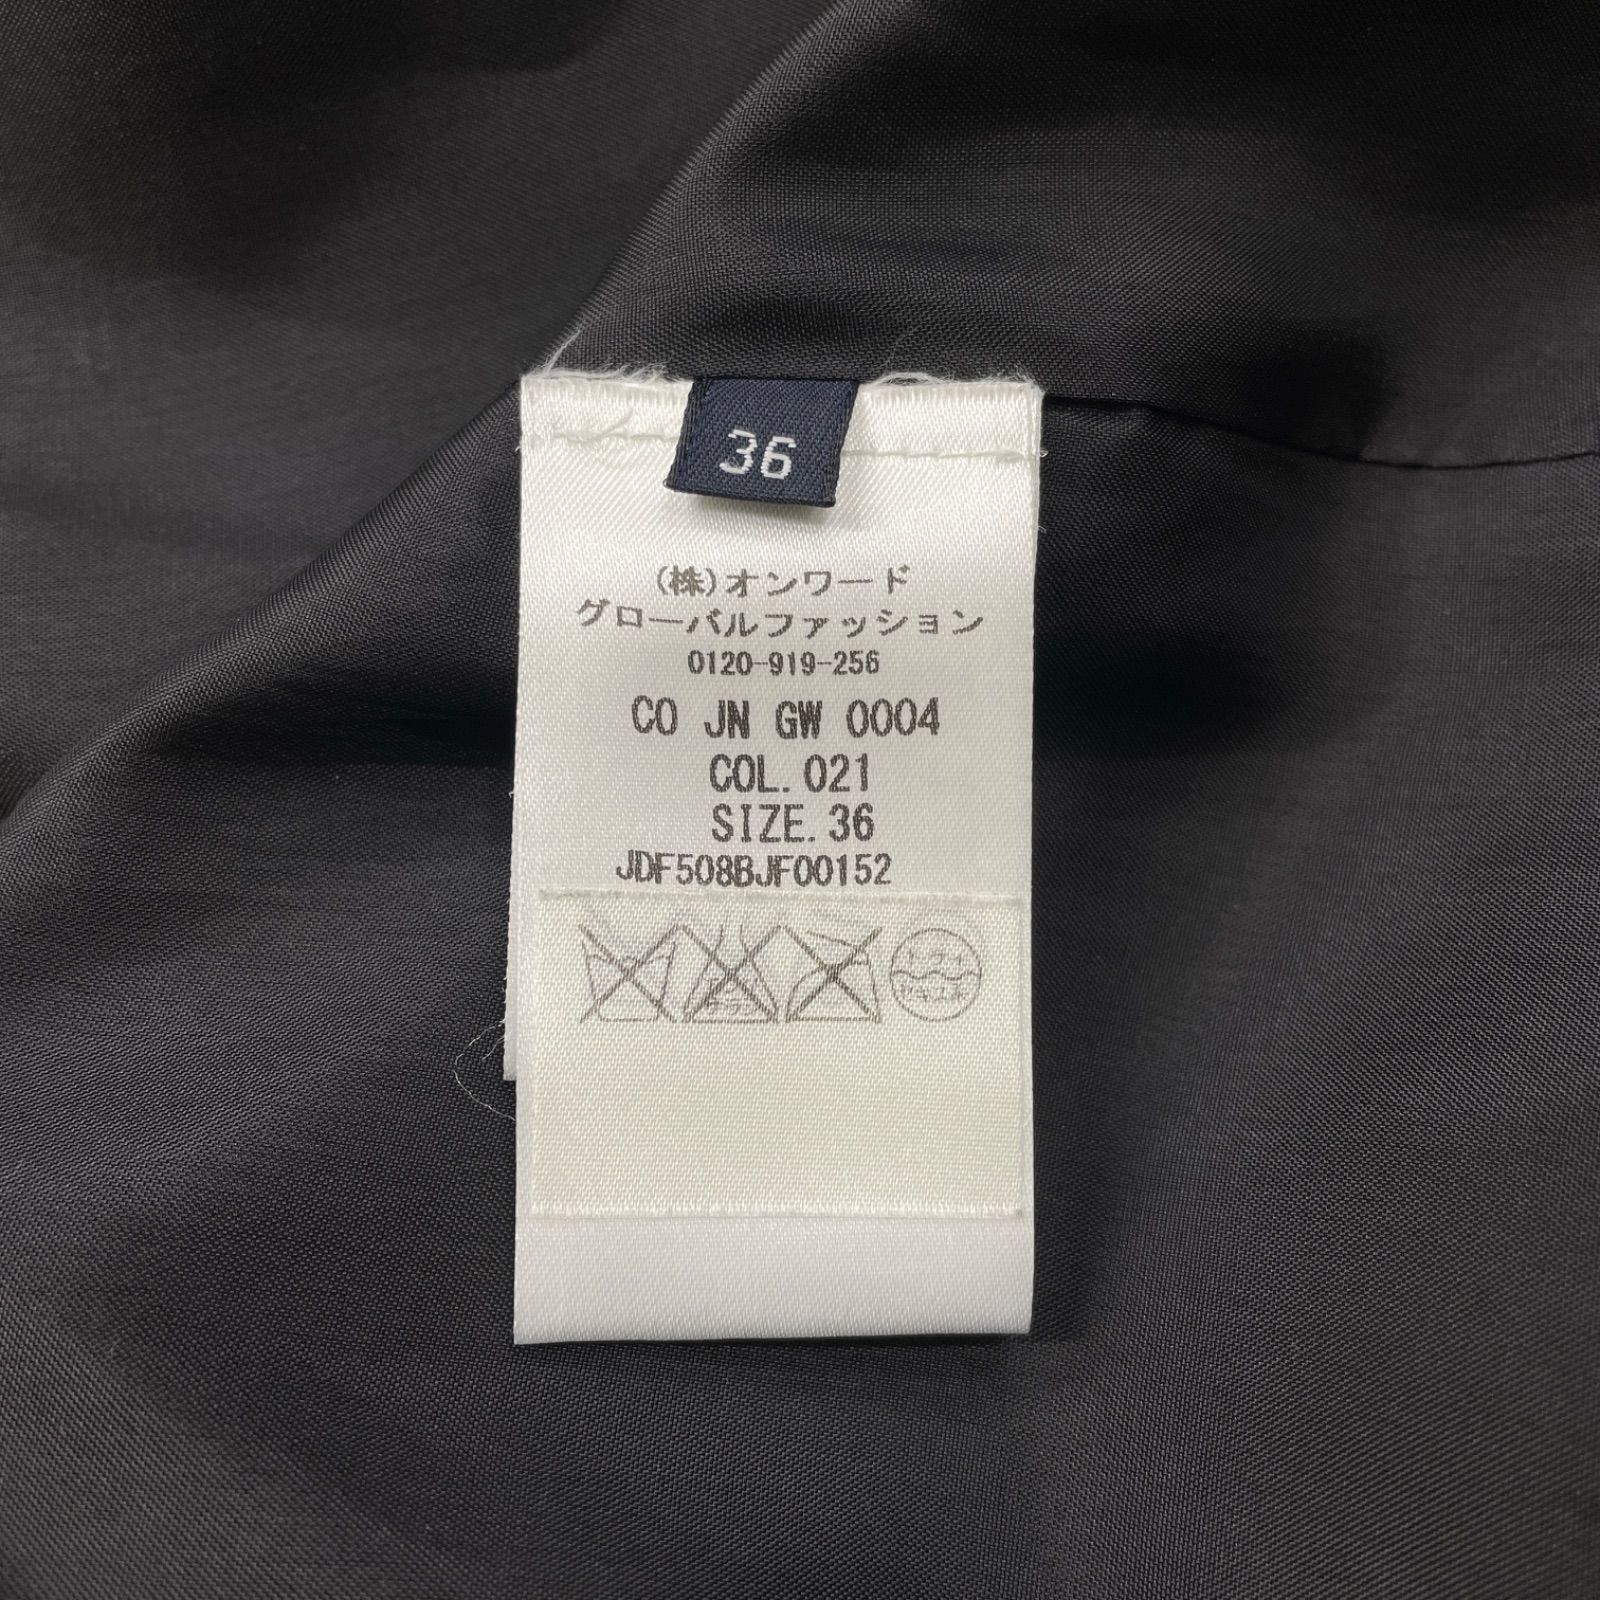 36
(株)オンワード
グローバルファッション
0120-919-256
CO JN GW 0004
COL. 021
SIZE. 36
JDF508BJF00152